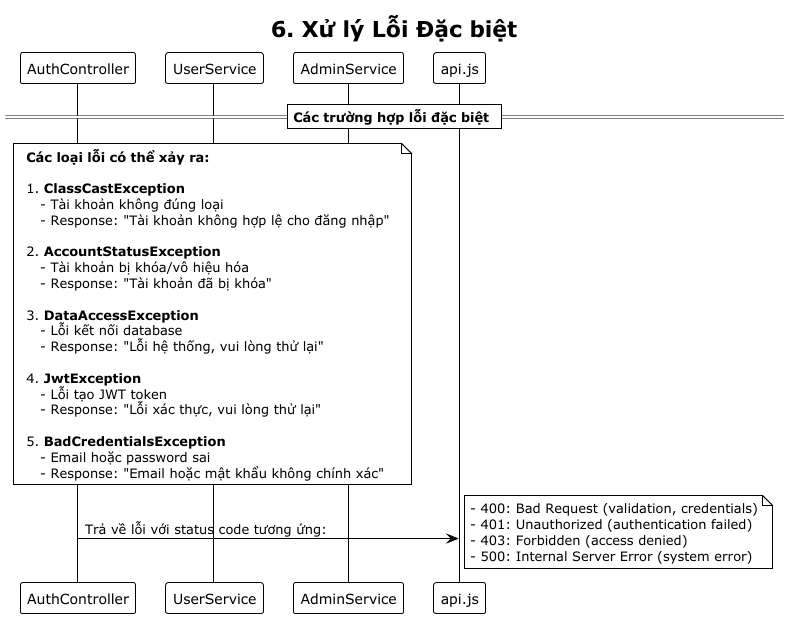 6. Xử lý Lỗi Đặc biệt
AuthController
UserService
AdminService
api.js
Các trường hợp lỗi đặc biệt
Các loại lỗi có thể xảy ra:
1. ClassCastException
- Tài khoản không đúng loại
- Response: "Tài khoản không hợp lệ cho đăng nhập"
2. AccountStatusException
- Tài khoản bị khóa/vô hiệu hóa
- Response: "Tài khoản đã bị khóa"
3. DataAccessException
- Lỗi kết nối database
- Response: "Lỗi hệ thống, vui lòng thử lại"
4. JwtException
- Lỗi tạo JWT token
- Response: "Lỗi xác thực, vui lòng thử lại"
5. BadCredentialsException
- Email hoặc password sai
- Response: "Email hoặc mật khẩu không chính xác"
Trả về lỗi với status code tương ứng:
- 400: Bad Request (validation, credentials)
- 401: Unauthorized (authentication failed)
- 403: Forbidden (access denied)
- 500: Internal Server Error (system error)
AuthController
UserService
AdminService
api.js